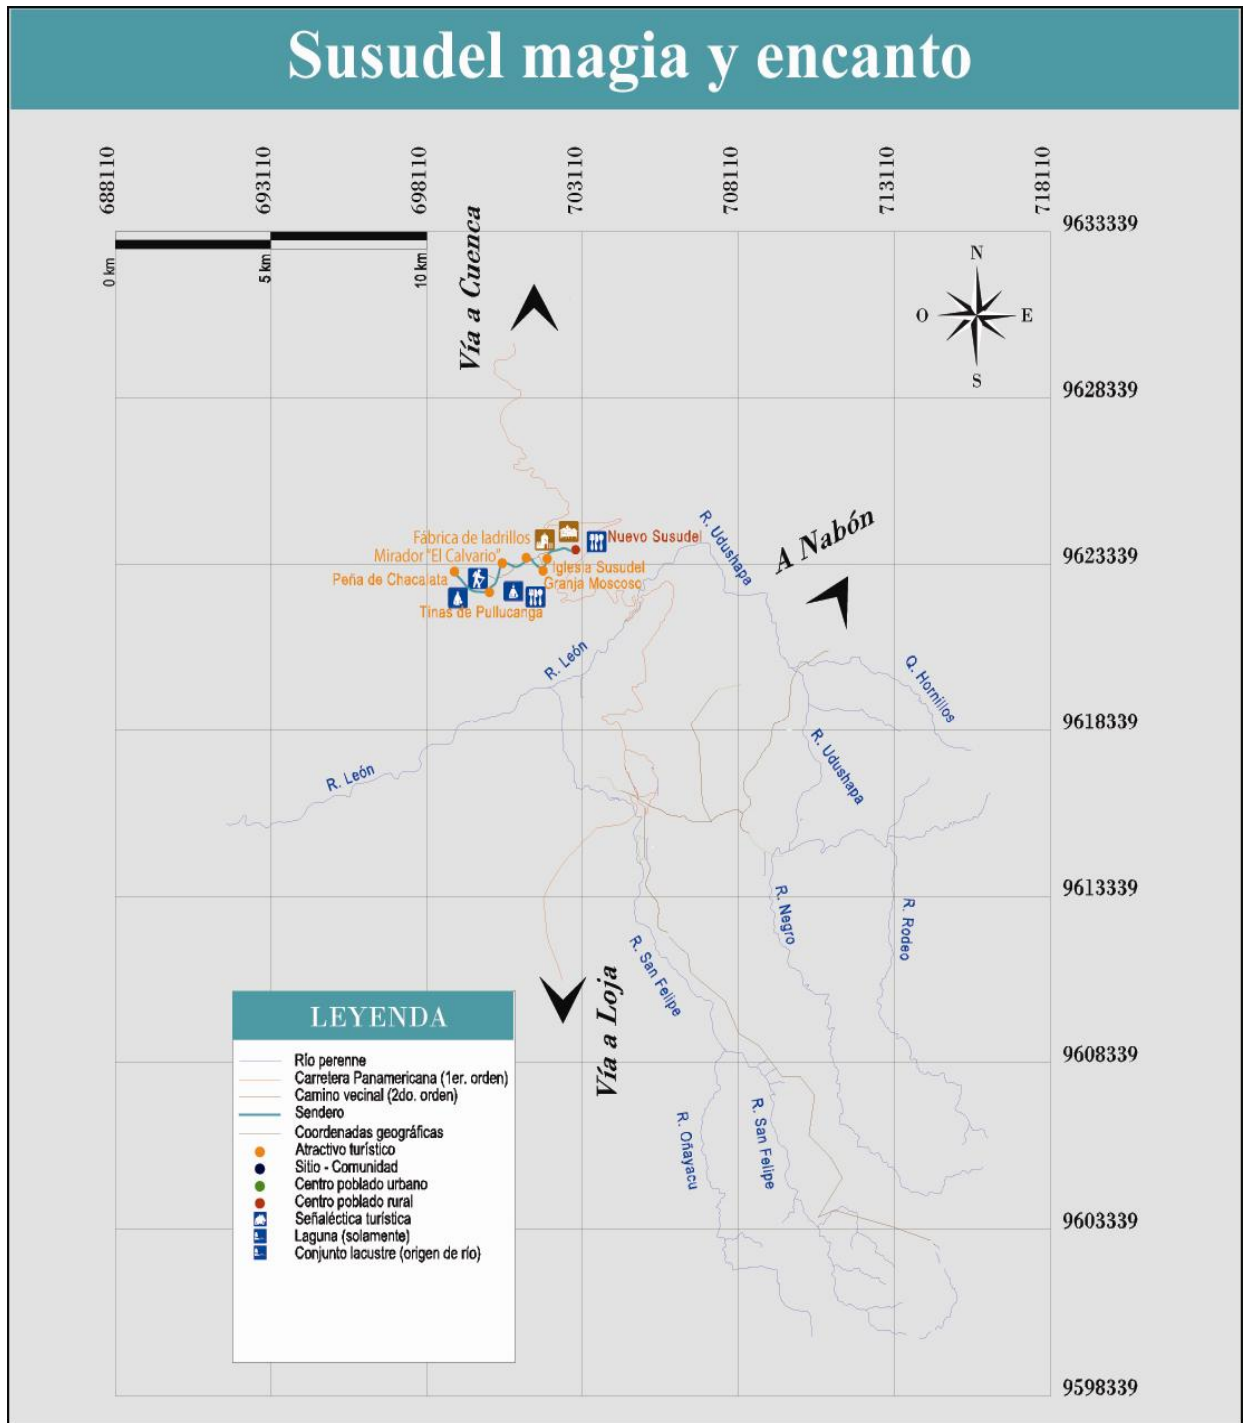 Susudel magia y encanto
688110
693110
698110
703110
708110
713110
718110
9633339
0 km
5 km
10 km
Vía a Cuenca
N
O
E
S
9628339
Fábrica de ladrillos
Nuevo Susudel
R. Udushapa
A Nabón
Mirador "El Calvario"
9623339
Iglesia Susudel
Peña de Chacalata
Granja Moscoso
Tinas de Pullucanga
R. León
Q. Hornillos
9618339
R. León
R. Udushapa
9613339
R. Negro
R. Rodeo
R. San Felipe
Vía a Loja
LEYENDA
Río perenne
Carretera Panamericana (1er. orden)
Camino vecinal (2do. orden)
Sendero
Coordenadas geográficas
Atractivo turístico
Sitio - Comunidad
Centro poblado urbano
Centro poblado rural
Señaléctica turística
Laguna (solamente)
Conjunto lacustre (origen de río)
9608339
R. Oñayacu
R. San Felipe
9603339
9598339